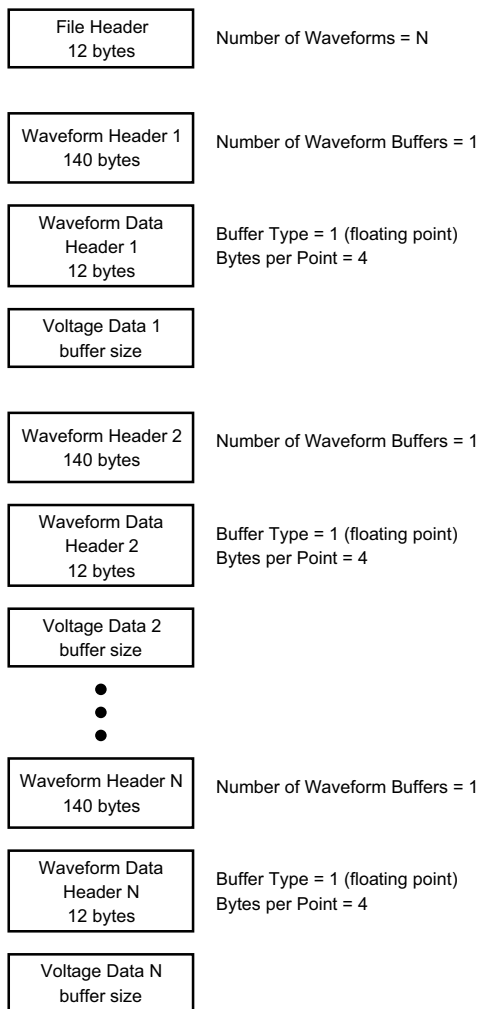 File Header
12 bytes
Number of Waveforms = N
Waveform Header 1
140 bytes
Number of Waveform Buffers = 1
Waveform Data
Header 1
12 bytes
Buffer Type = 1 (floating point)
Bytes per Point = 4
Voltage Data 1
buffer size
Waveform Header 2
140 bytes
Number of Waveform Buffers = 1
Waveform Data
Header 2
12 bytes
Buffer Type = 1 (floating point)
Bytes per Point = 4
Voltage Data 2
buffer size
Waveform Header N
140 bytes
Number of Waveform Buffers = 1
Waveform Data
Header N
12 bytes
Buffer Type = 1 (floating point)
Bytes per Point = 4
Voltage Data N
buffer size